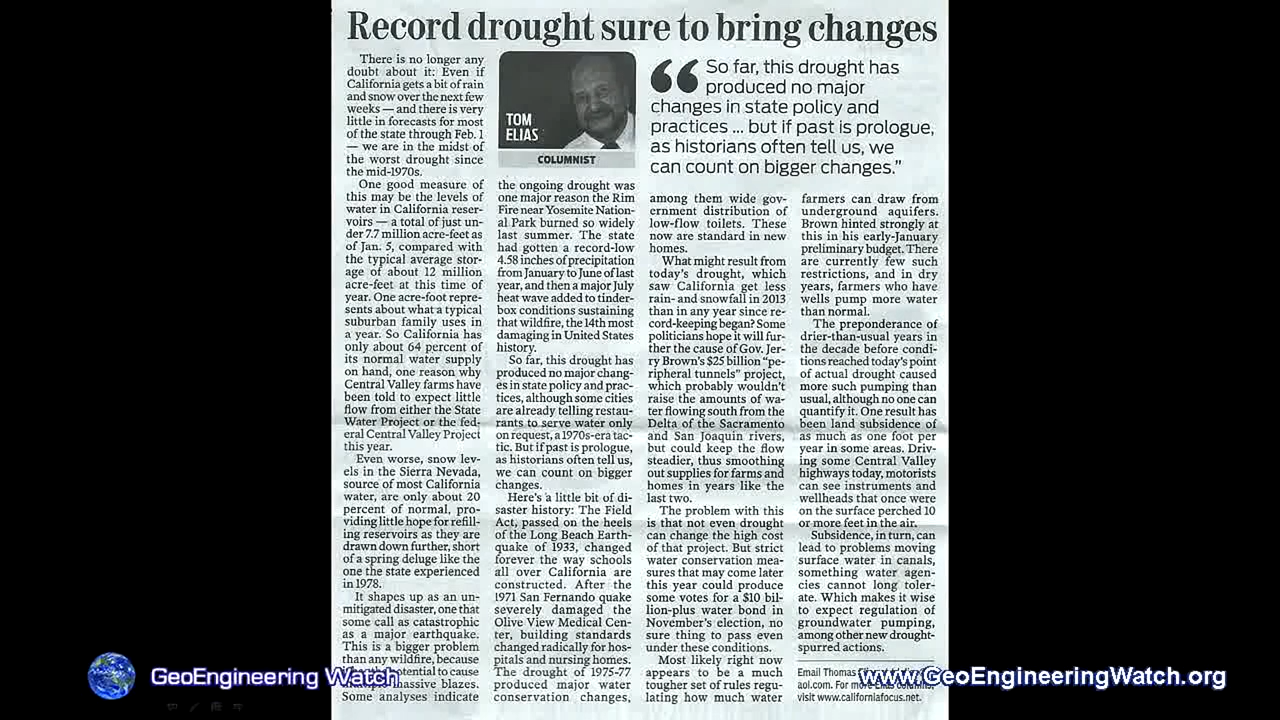 Record drought sure to bring changes
There is no longer any
doubt about it: Even if
California gets a bit of rain
and snow over the next few
weeks — and there is very
little in forecasts for most
of the state through Feb. 1
— we are in the midst of
the worst drought since
the mid-1970s.
One good measure of
this may be the levels of
water in California reser-
voirs — a total of just un-
der 7.7 million acre-feet as
of Jan. 5, compared with
the typical average stor-
age of about 12 million
acre-feet at this time of
year. One acre-foot repre-
sents about what a typical
suburban family uses in
a year. So California has
only about 64 percent of
its normal water supply
on hand, one reason why
Central Valley farms have
been told to expect little
flow from either the State
Water Project or the fed-
eral Central Valley Project
this year.
Even worse, snow lev-
els in the Sierra Nevada,
source of most California
water, are only about 20
percent of normal, pro-
viding little hope for refill-
ing reservoirs as they are
drawn down further, short
of a spring deluge like the
one the state experienced
in 1978.
It shapes up as an un-
mitigated disaster, one that
some call as catastrophic
as a major earthquake.
This is a bigger problem
than any wildfire, because
to cause
massive blazes.
Some analyses indicate
TOM
ELIAS
COLUMNIST
the ongoing drought was
one major reason the Rim
Fire near Yosemite Nation-
al Park burned so widely
last summer. The state
had gotten a record-low
4.58 inches of precipitation
from January to June of last
year, and then a major July
heat wave added to tinder-
box conditions sustaining
that wildfire, the 14th most
damaging in United States
history.
So far, this drought has
produced no major chang-
es in state policy and prac-
tices, although some cities
are already telling restau-
rants to serve water only
on request, a 1970s-era tac-
tic. But if past is prologue,
as historians often tell us,
we can count on bigger
changes.
Here's a little bit of di-
saster history: The Field
Act, passed on the heels
of the Long Beach Earth-
quake of 1933, changed
forever the way schools
all over California are
constructed. After the
1971 San Fernando quake
severely damaged the
Olive View Medical Cen-
ter, building standards
changed radically for hos-
pitals and nursing homes.
The drought of 1975-77
produced major water
conservation changes,
“So far, this drought has
produced no major
changes in state policy and
practices ... but if past is prologue,
as historians often tell us, we
can count on bigger changes.”
among them wide gov-
ernment distribution of
low-flow toilets. These
now are standard in new
homes.
What might result from
today's drought, which
saw California get less
rain- and snowfall in 2013
than in any year since re-
cord-keeping began? Some
politicians hope it will fur-
ther the cause of Gov. Jer-
ry Brown's $25 billion “pe-
ripheral tunnels” project,
which probably wouldn't
raise the amounts of wa-
ter flowing south from the
Delta of the Sacramento
and San Joaquin rivers,
but could keep the flow
steadier, thus smoothing
out supplies for farms and
homes in years like the
last two.
The problem with this
is that not even drought
can change the high cost
of that project. But strict
water conservation mea-
sures that may come later
this year could produce
some votes for a $10 bil-
lion-plus water bond in
November's election, no
sure thing to pass even
under these conditions.
Most likely right now
appears to be a much
tougher set of rules regu-
lating how much water
farmers can draw from
underground aquifers.
Brown hinted strongly at
this in his early-January
preliminary budget. There
are currently few such
restrictions, and in dry
years, farmers who have
wells pump more water
than normal.
The preponderance of
drier-than-usual years in
the decade before condi-
tions reached today's point
of actual drought caused
more such pumping than
usual, although no one can
quantify it. One result has
been land subsidence of
as much as one foot per
year in some areas. Driv-
ing some Central Valley
highways today, motorists
can see instruments and
wellheads that once were
on the surface perched 10
or more feet in the air.
Subsidence, in turn, can
lead to problems moving
surface water in canals,
something water agen-
cies cannot long toler-
ate. Which makes it wise
to expect regulation of
groundwater pumping,
among other new drought-
spurred actions.
Email Thomas
aol.com. For
visit www.californiafocus.net.
GeoEngineering Watch
www.GeoEngineeringWatch.org